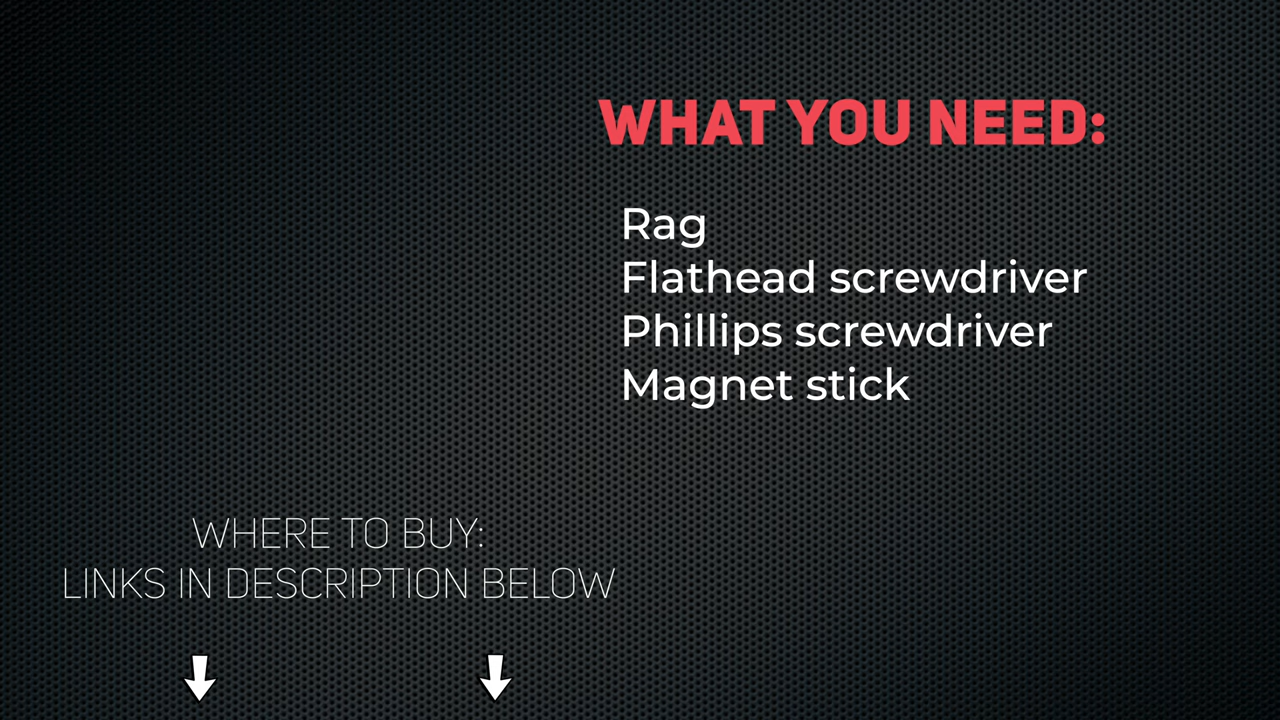 WHAT YOU NEED:
Rag
Flathead screwdriver
Phillips screwdriver
Magnet stick
WHERE TO BUY:
LINKS IN DESCRIPTION BELOW